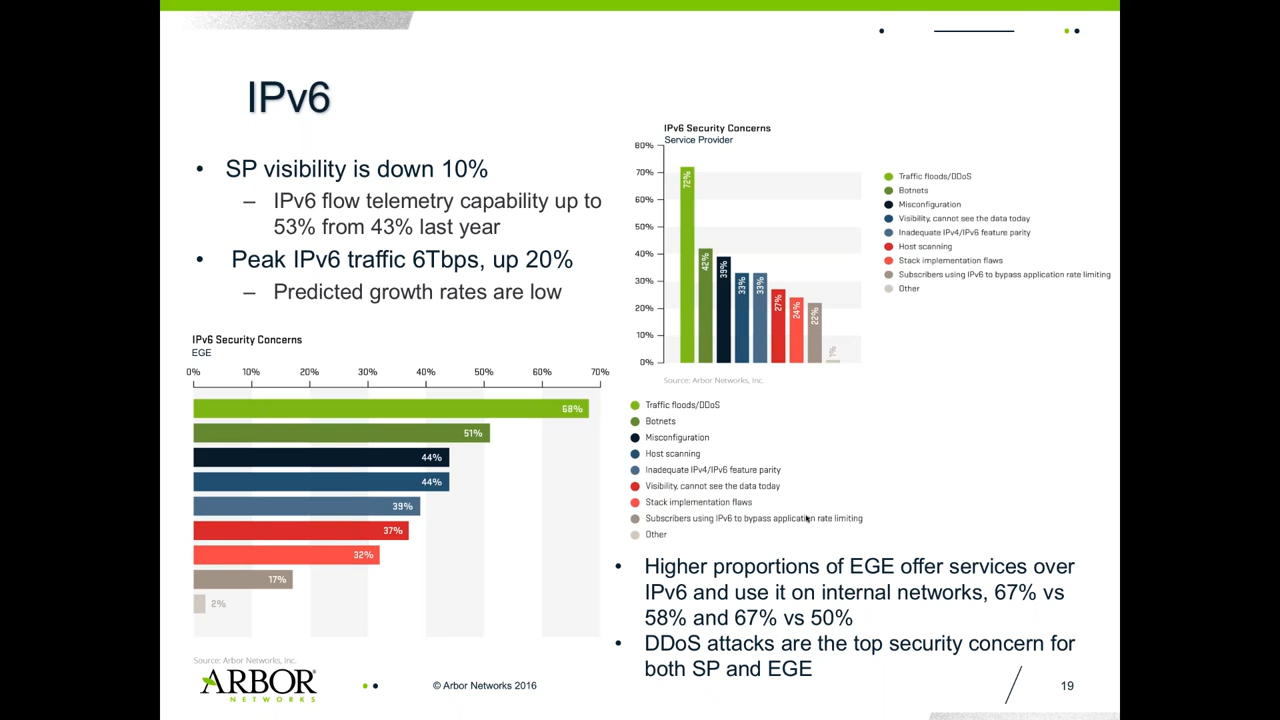 IPv6
• SP visibility is down 10%
– IPv6 flow telemetry capability up to
53% from 43% last year
• Peak IPv6 traffic 6Tbps, up 20%
– Predicted growth rates are low
IPv6 Security Concerns
Service Provider
80%
70%
60%
50%
40%
30%
20%
10%
0%
72%
42%
39%
33%
33%
27%
24%
22%
1%
Source: Arbor Networks, Inc.
Traffic floods/DDoS
Botnets
Misconfiguration
Visibility, cannot see the data today
Inadequate IPv4/IPv6 feature parity
Host scanning
Stack implementation flaws
Subscribers using IPv6 to bypass application rate limiting
Other
IPv6 Security Concerns
EGE
0% 10% 20% 30% 40% 50% 60% 70%
68%
51%
44%
44%
39%
37%
32%
17%
2%
Source: Arbor Networks, Inc.
Traffic floods/DDoS
Botnets
Misconfiguration
Host scanning
Inadequate IPv4/IPv6 feature parity
Visibility, cannot see the data today
Stack implementation flaws
Subscribers using IPv6 to bypass application rate limiting
Other
• Higher proportions of EGE offer services over
IPv6 and use it on internal networks, 67% vs
58% and 67% vs 50%
• DDoS attacks are the top security concern for
both SP and EGE
ARBOR®
NETWORKS
© Arbor Networks 2016
19